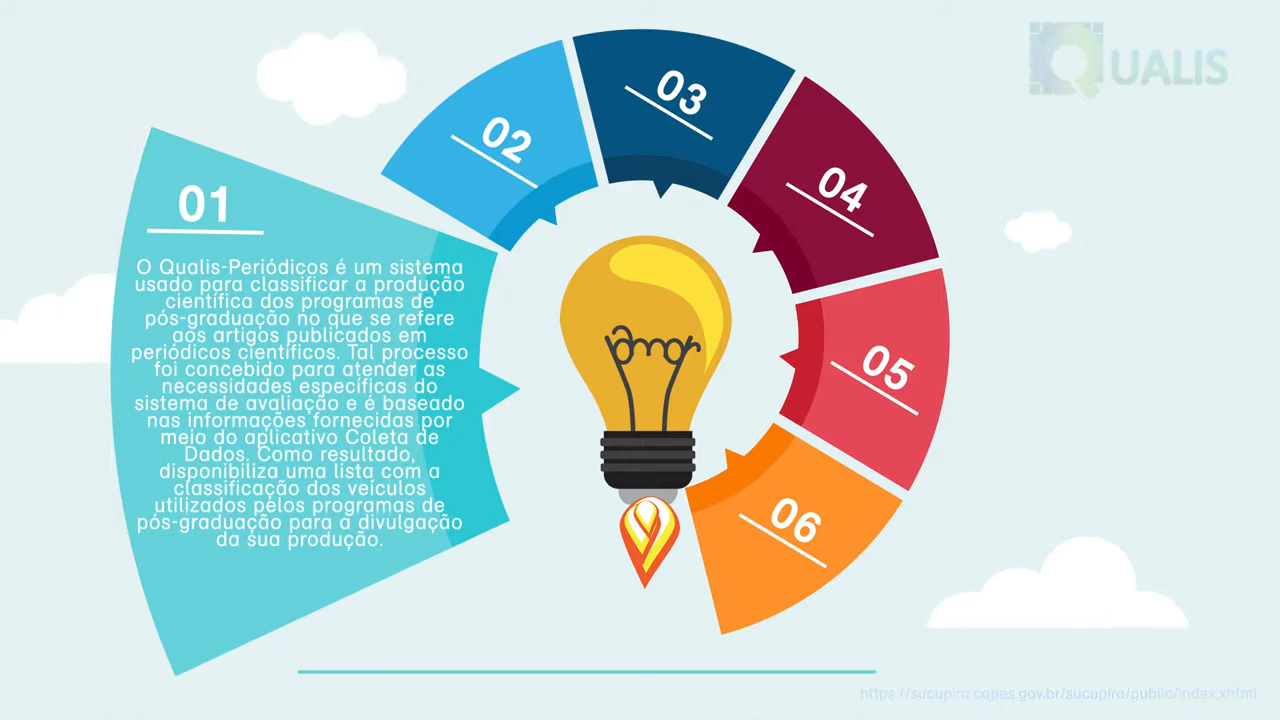 QUALIS
01
O Qualis-Periódicos é um sistema
usado para classificar a produção
científica dos programas de
pós-graduação no que se refere
aos artigos publicados em
periódicos científicos. Tal processo
foi concebido para atender as
necessidades específicas do
sistema de avaliação e é baseado
nas informações fornecidas por
meio do aplicativo Coleta de
Dados. Como resultado,
disponibiliza uma lista com a
classificação dos veículos
utilizados pelos programas de
pós-graduação para a divulgação
da sua produção.
02
03
04
05
06
https://sucupira.capes.gov.br/sucupira/public/index.xhtml